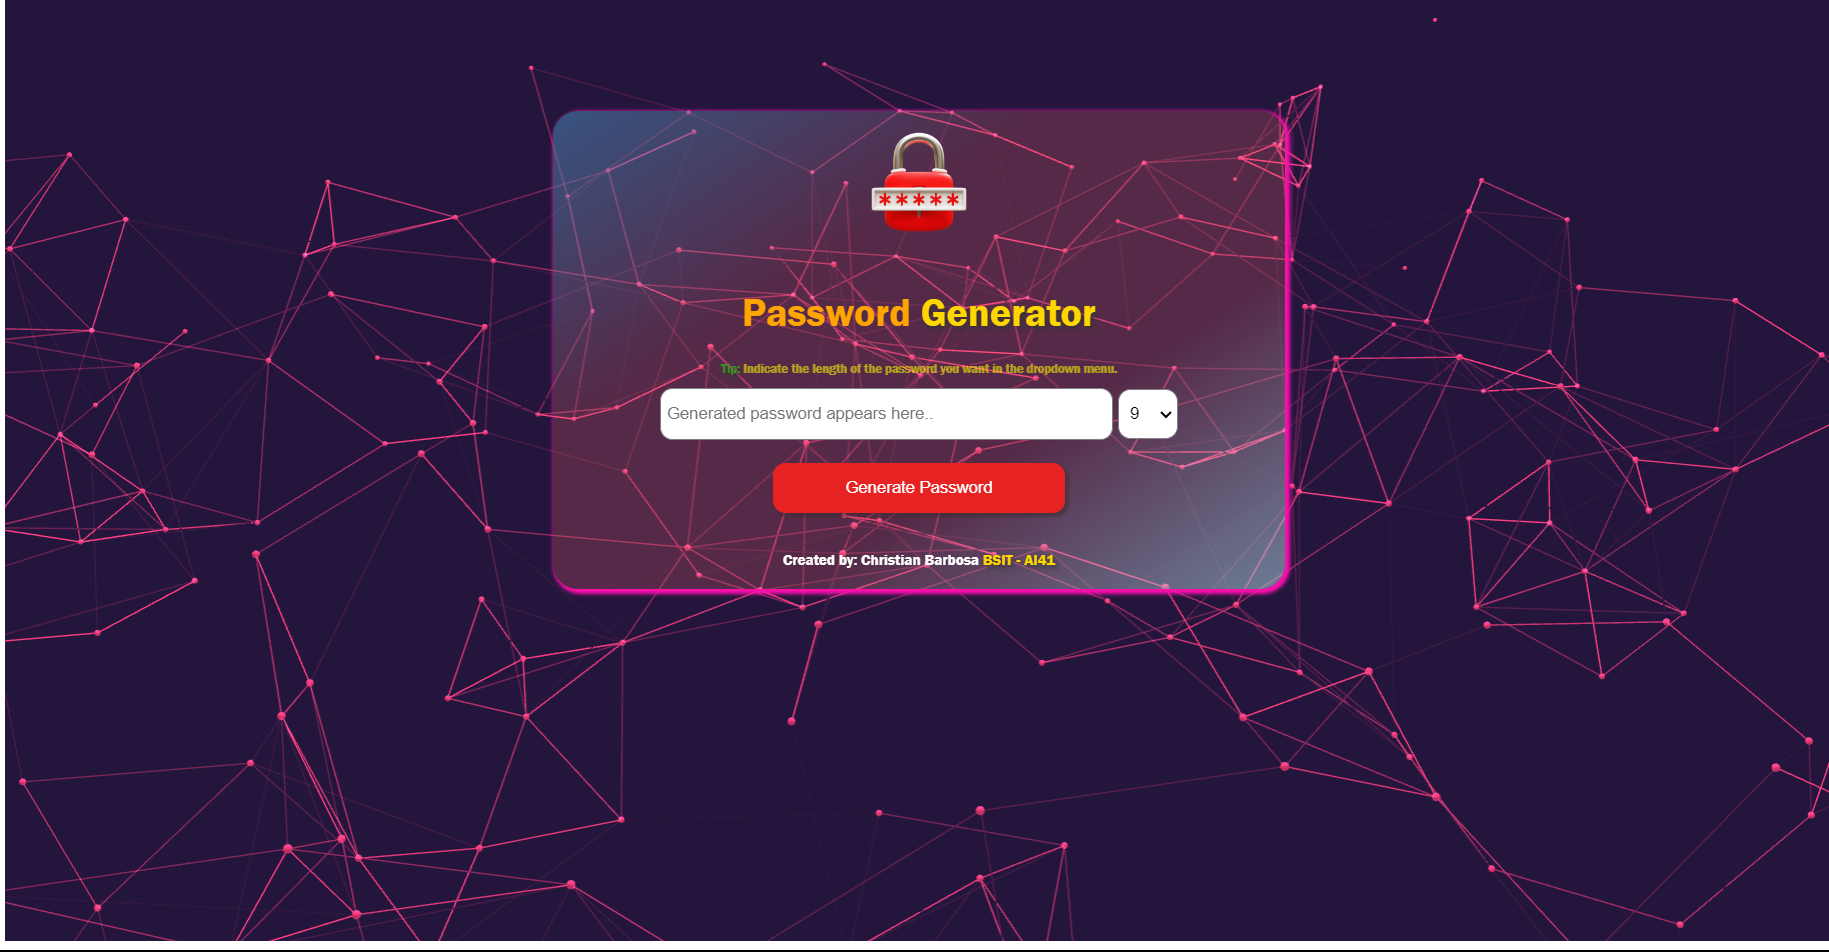 *****
Password Generator
Tip: Indicate the length of the password you want in the dropdown menu.
Generated password appears here..
9
Generate Password
Created by: Christian Barbosa BSIT - AI41